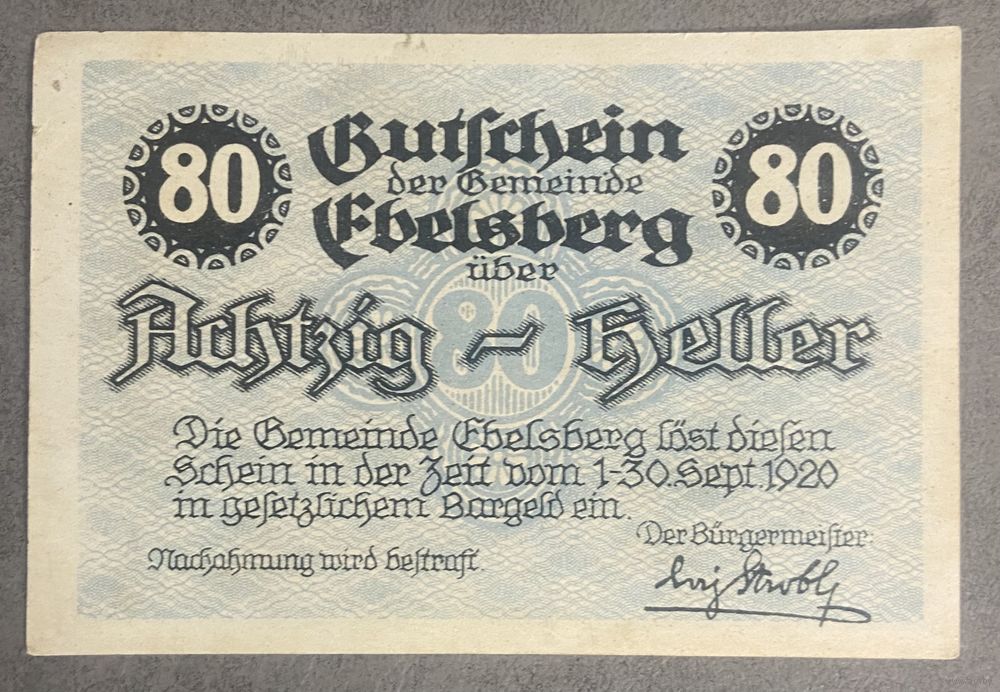 80 Gutschein 80
der Gemeinde
Ebelsberg
über
80
Achtzig - Heller
Die Gemeinde Ebelsberg löst diesen
Schein in der Zeit vom 1-30. Sept. 1920
in gesetzlichem Bargeld ein.
Der Bürgermeister:
Nachahmung wird bestraft.